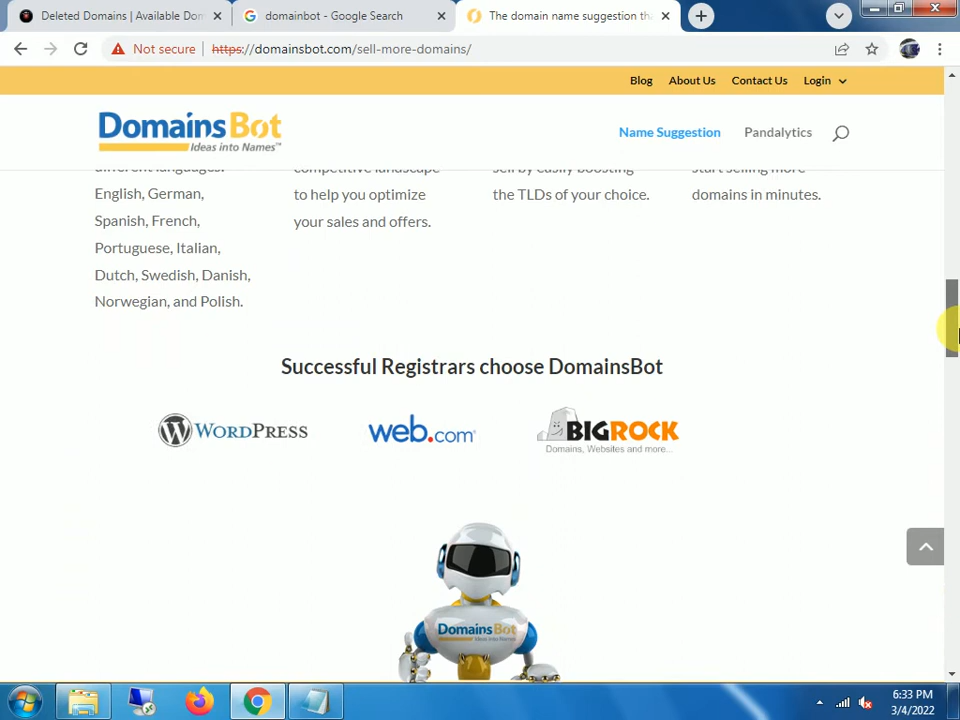 Deleted Domains | Available Dom
domainbot - Google Search
The domain name suggestion tha
Not secure
https://domainsbot.com/sell-more-domains/
Blog
About Us
Contact Us
Login
DomainsBot
Ideas into Names™
Name Suggestion
Pandalytics
different languages:
English, German,
Spanish, French,
Portuguese, Italian,
Dutch, Swedish, Danish,
Norwegian, and Polish.
competitive landscape
to help you optimize
your sales and offers.
sell by easily boosting
the TLDs of your choice.
start selling more
domains in minutes.
Successful Registrars choose DomainsBot
WORDPRESS
web.com®
BIGROCK
Domains, Websites and more...
DomainsBot
Ideas into Names
6:33 PM
3/4/2022